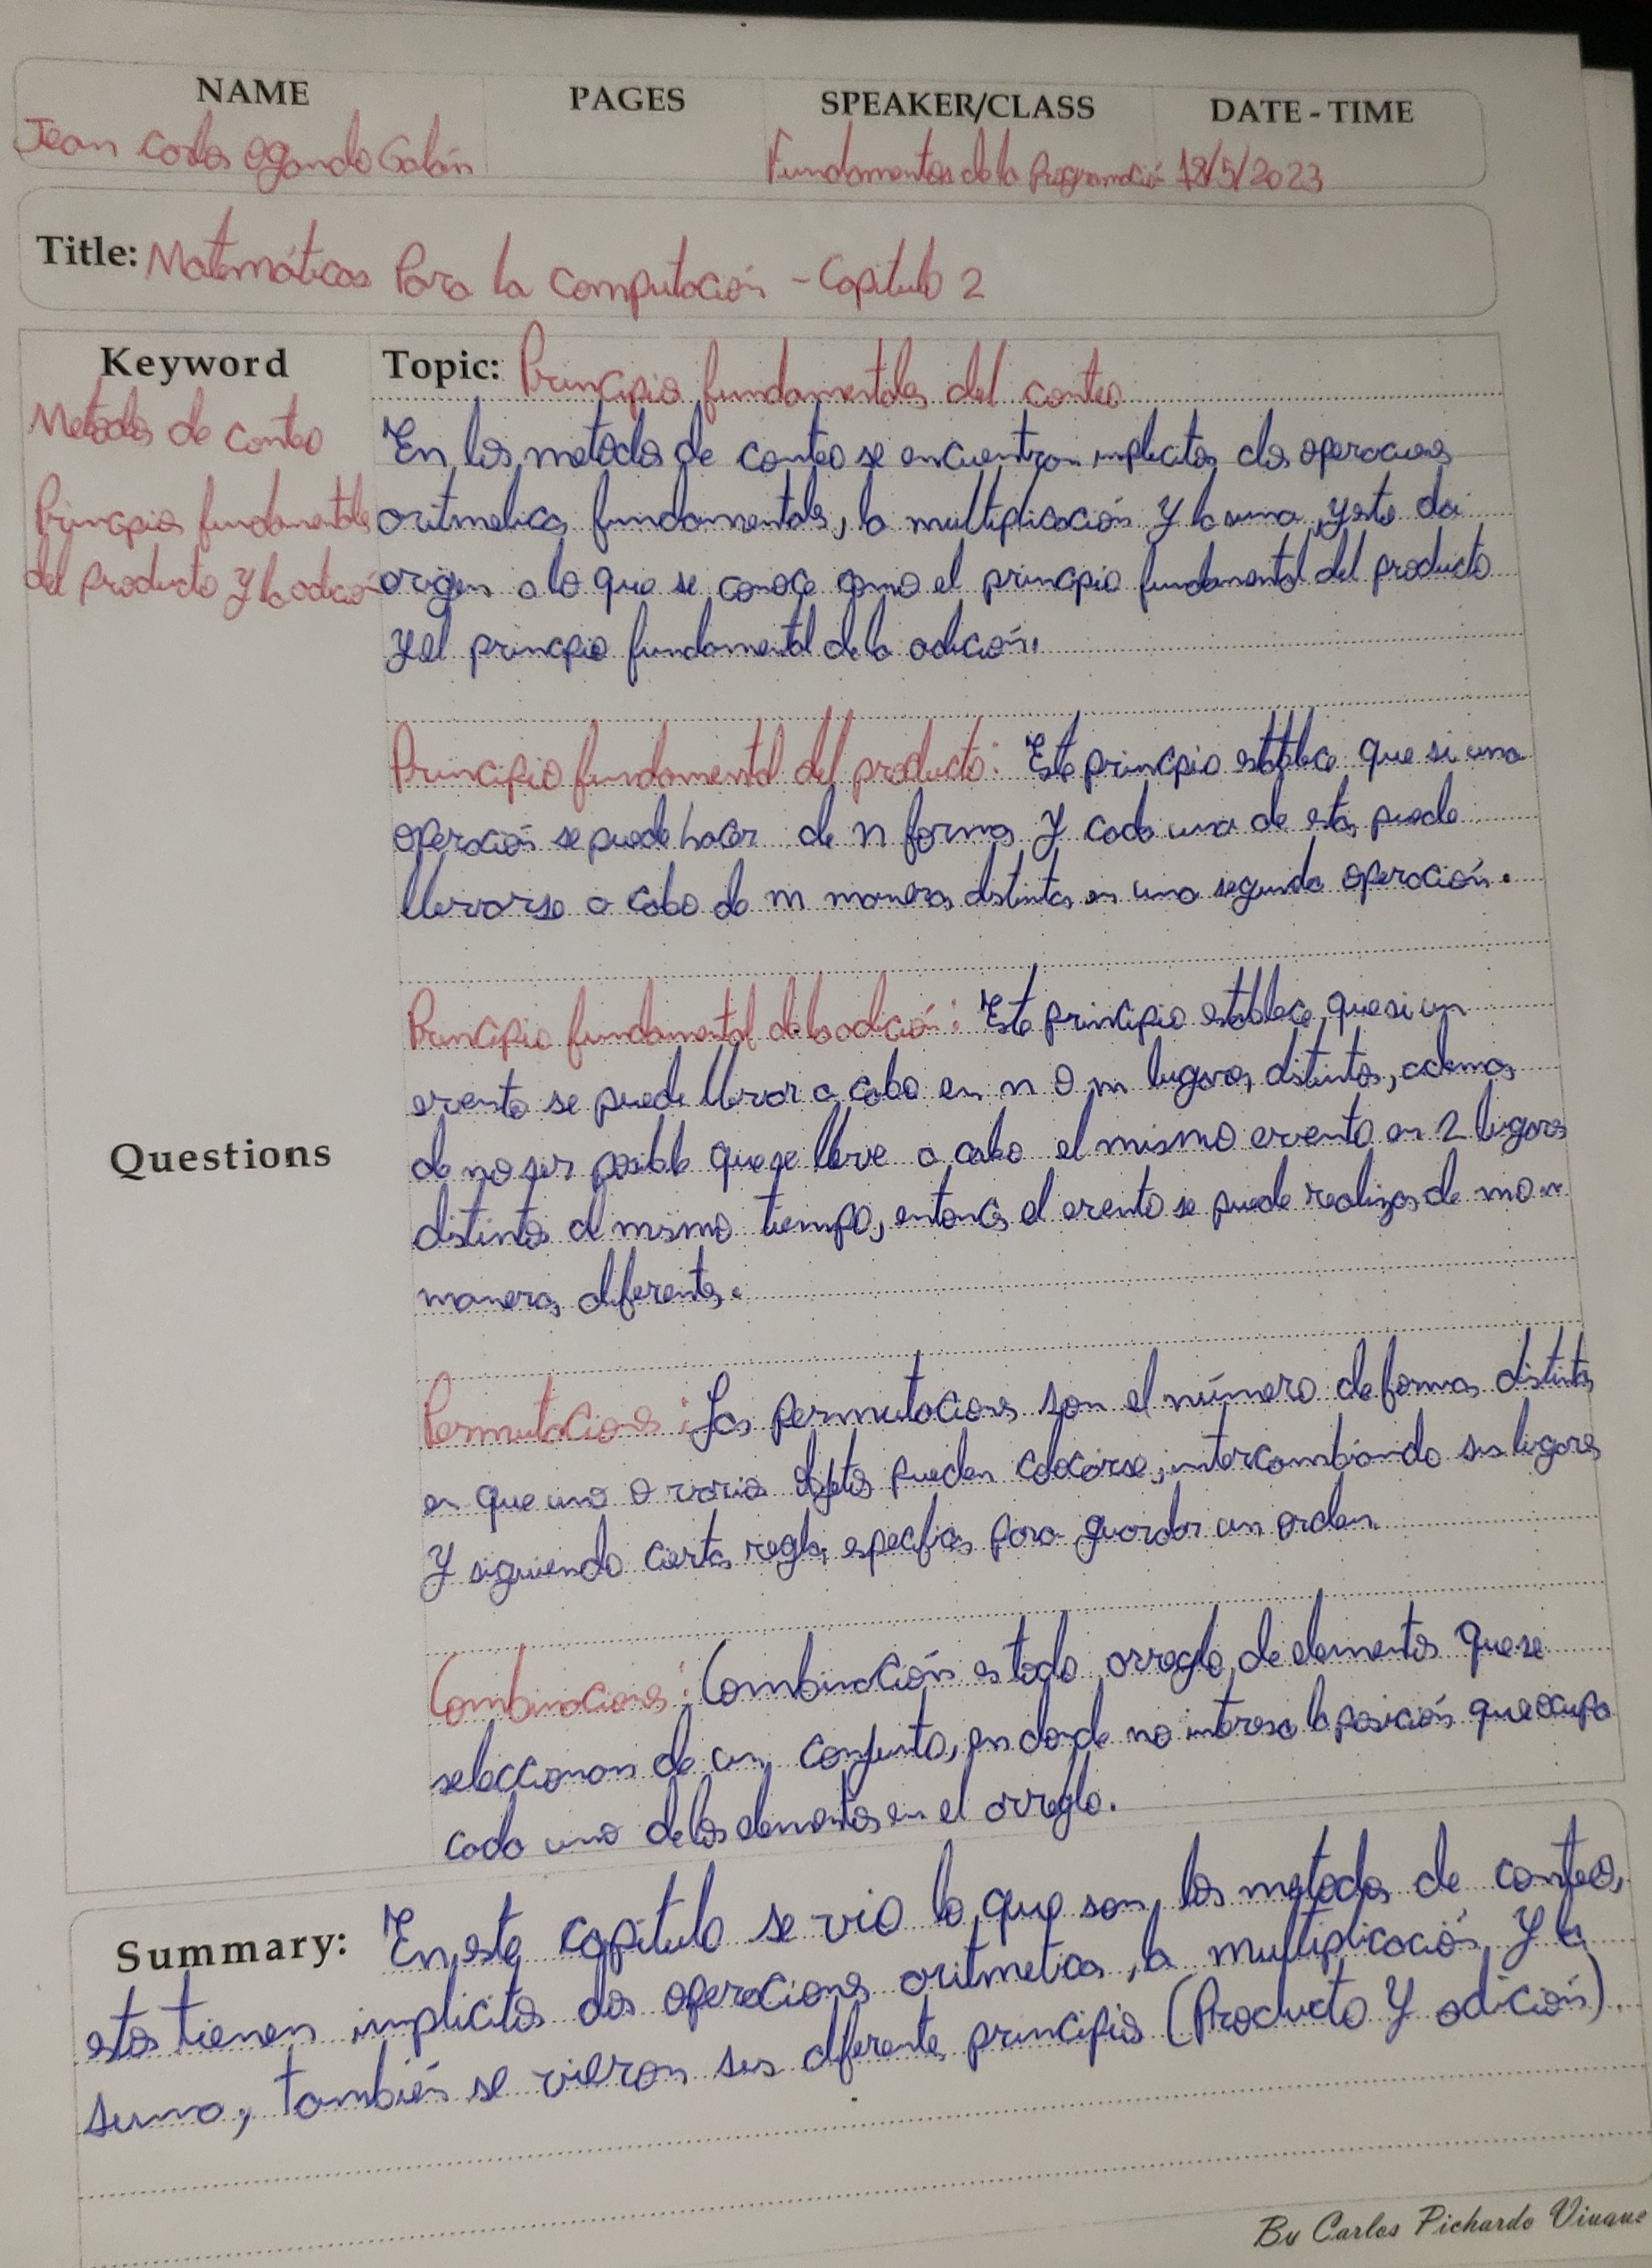 NAME PAGES SPEAKER/CLASS DATE - TIME
Jean Carlos Ogando Galán Fundamentos de la Programación 18/5/2023
Title: Matemáticas Para la computación - Capitulo 2
Keyword
Metodos de conteo
Principios fundamentales
del producto y la adición
Topic: Principios fundamentales del conteo
En los metodos de conteo se encuentran implicitas dos operaciones
aritmeticas fundamentales, la multiplicación y la suma, y esto da
origen a lo que se conoce como el principio fundamental del producto
y el principio fundamental de la adición.
Principio fundamental del producto: Este principio establece que si una
operación se puede hacer de n formas y cada una de estas puede
llevarse a cabo de m maneras distintas en una segunda operación.
Principio fundamental de la adición: Este principio establece que si un
evento se puede llevar a cabo en n o m lugares distintos, ademas
de no ser posible que se lleve a cabo el mismo evento en 2 lugares
distintos al mismo tiempo, entonces el evento se puede realizar de m+n
maneras diferentes.
Questions
Permutaciones: Las permutaciones son el número de formas distintas
en que uno o varios objetos pueden colocarse, intercambiando sus lugares
y siguiendo ciertas reglas especificas para guardar un orden.
Combinaciones: Combinación es todo arreglo de elementos que se
seleccionan de un conjunto, en donde no interesa la posición que ocupa
cada uno de los elementos en el arreglo.
Summary: En este capitulo se vio lo que son los metodos de conteo,
estos tienen implicitos dos operaciones aritmeticas, la multiplicación y la
suma, también se vieron sus diferentes principios (Producto y adición).
By Carlos Pichardo Viuque